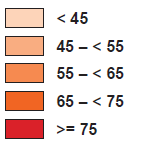 < 45
45 – < 55
55 – < 65
65 – < 75
>= 75